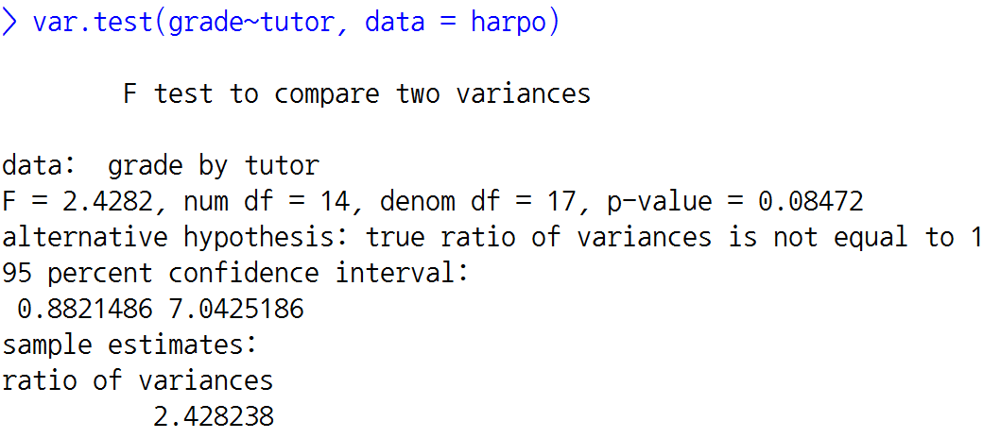 > var.test(grade~tutor, data = harpo)
F test to compare two variances
data:  grade by tutor
F = 2.4282, num df = 14, denom df = 17, p-value = 0.08472
alternative hypothesis: true ratio of variances is not equal to 1
95 percent confidence interval:
0.8821486 7.0425186
sample estimates:
ratio of variances
2.428238